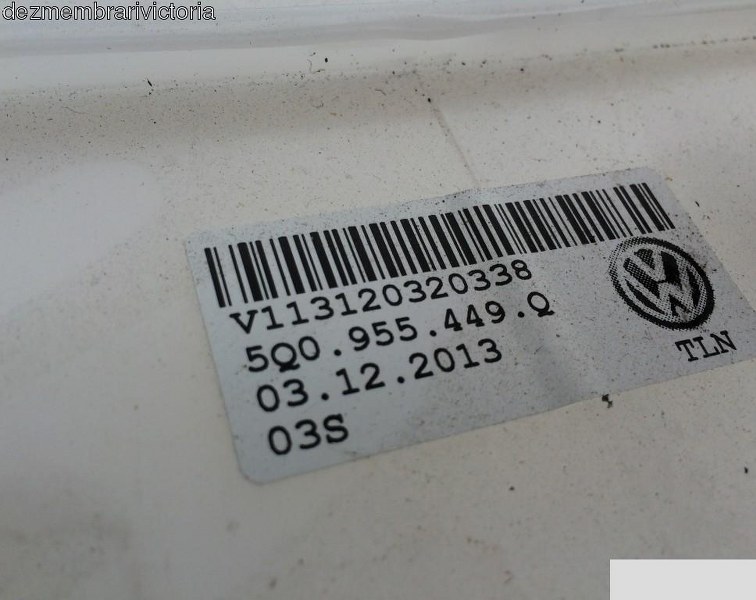 dezmembrarivictoria
V113120320338
5Q0.955.449.Q
03.12.2013
03S
TLN